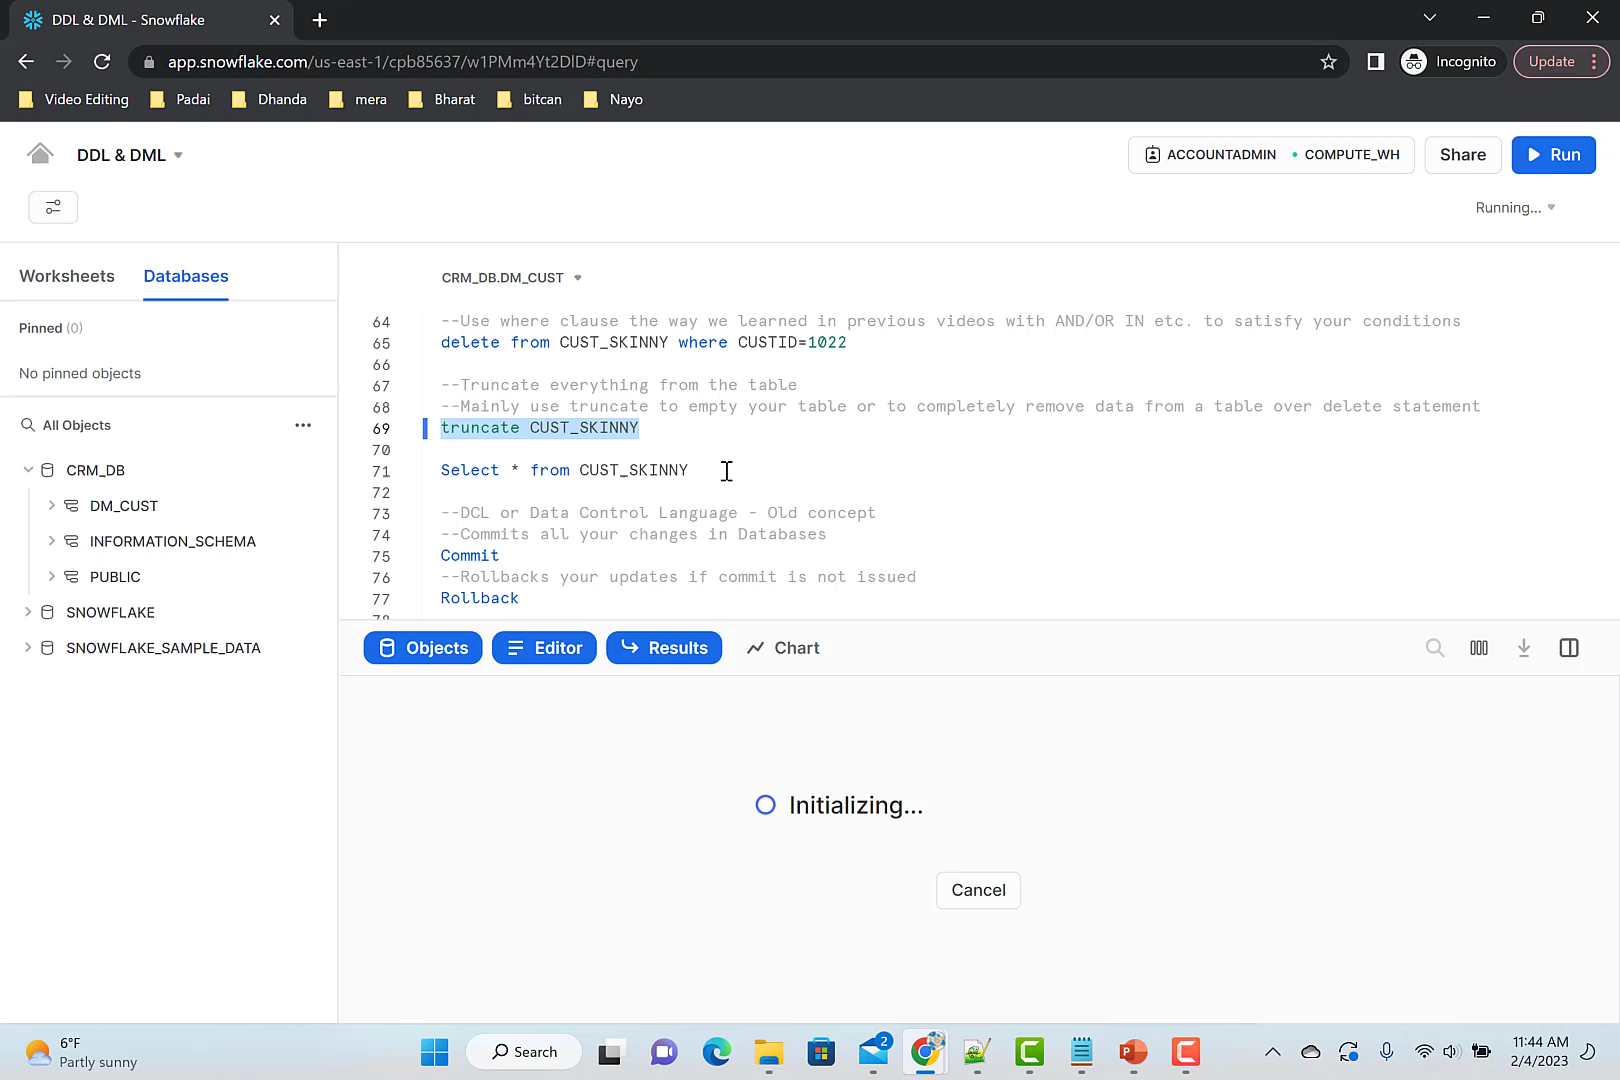 DDL & DML - Snowflake
app.snowflake.com/us-east-1/cpb85637/w1PMm4Yt2DlD#query
Incognito
Update
Video Editing
Padai
Dhanda
mera
Bharat
bitcan
Nayo
DDL & DML
ACCOUNTADMIN
COMPUTE_WH
Share
Run
Running...
Worksheets
Databases
Pinned (0)
No pinned objects
All Objects
CRM_DB
DM_CUST
INFORMATION_SCHEMA
PUBLIC
SNOWFLAKE
SNOWFLAKE_SAMPLE_DATA
CRM_DB.DM_CUST
64 --Use where clause the way we learned in previous videos with AND/OR IN etc. to satisfy your conditions
65 delete from CUST_SKINNY where CUSTID=1022
66
67 --Truncate everything from the table
68 --Mainly use truncate to empty your table or to completely remove data from a table over delete statement
69 truncate CUST_SKINNY
70
71 Select * from CUST_SKINNY
72
73 --DCL or Data Control Language - Old concept
74 --Commits all your changes in Databases
75 Commit
76 --Rollbacks your updates if commit is not issued
77 Rollback
78
Objects
Editor
Results
Chart
Initializing...
Cancel
6°F
Partly sunny
Search
2
11:44 AM
2/4/2023